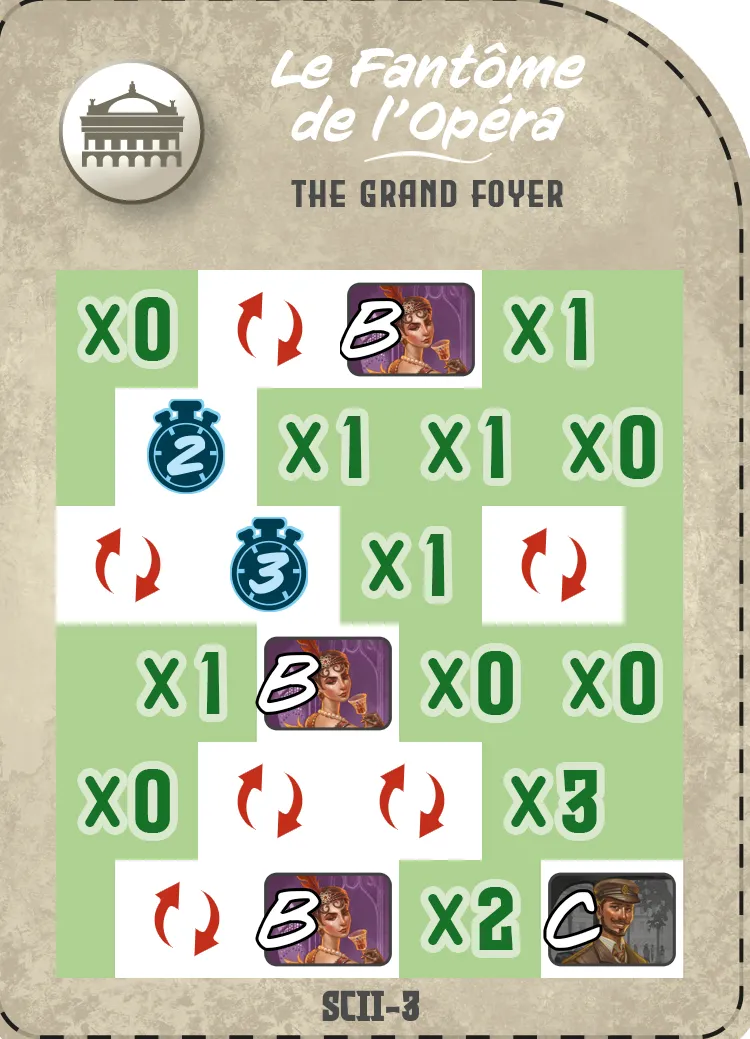 Le Fantôme
de l'Opéra
THE GRAND FOYER
X0 B X1
2 X1 X1 X0
3 X1
X1 B X0 X0
X0 X3
B X2 C
SCII-3